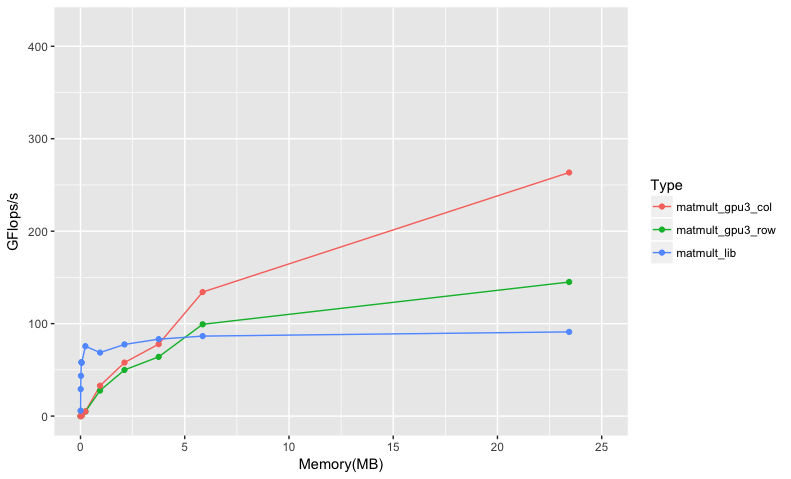 400
300
200
100
0
GFlops/s
0 5 10 15 20 25
Memory(MB)
Type
matmult_gpu3_col
matmult_gpu3_row
matmult_lib